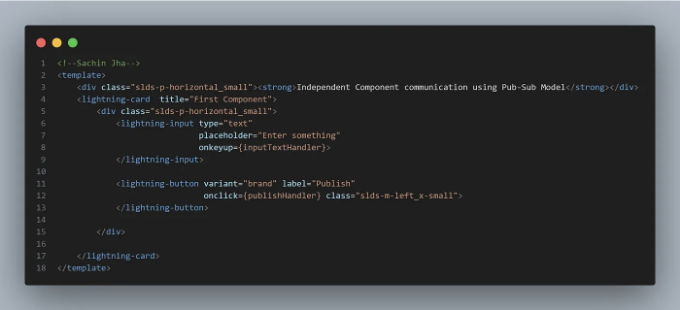 1 <!--Sachin Jha-->
2 <template>
3 <div class="slds-p-horizontal_small"><strong>Independent Component communication using Pub-Sub Model</strong></div>
4 <lightning-card title="First Component">
5 <div class="slds-p-horizontal_small">
6 <lightning-input type="text"
7 placeholder="Enter something"
8 onkeyup={inputTextHandler}>
9 </lightning-input>
10
11 <lightning-button variant="brand" label="Publish"
12 onclick={publishHandler} class="slds-m-left_x-small">
13 </lightning-button>
14
15 </div>
16
17 </lightning-card>
18 </template>